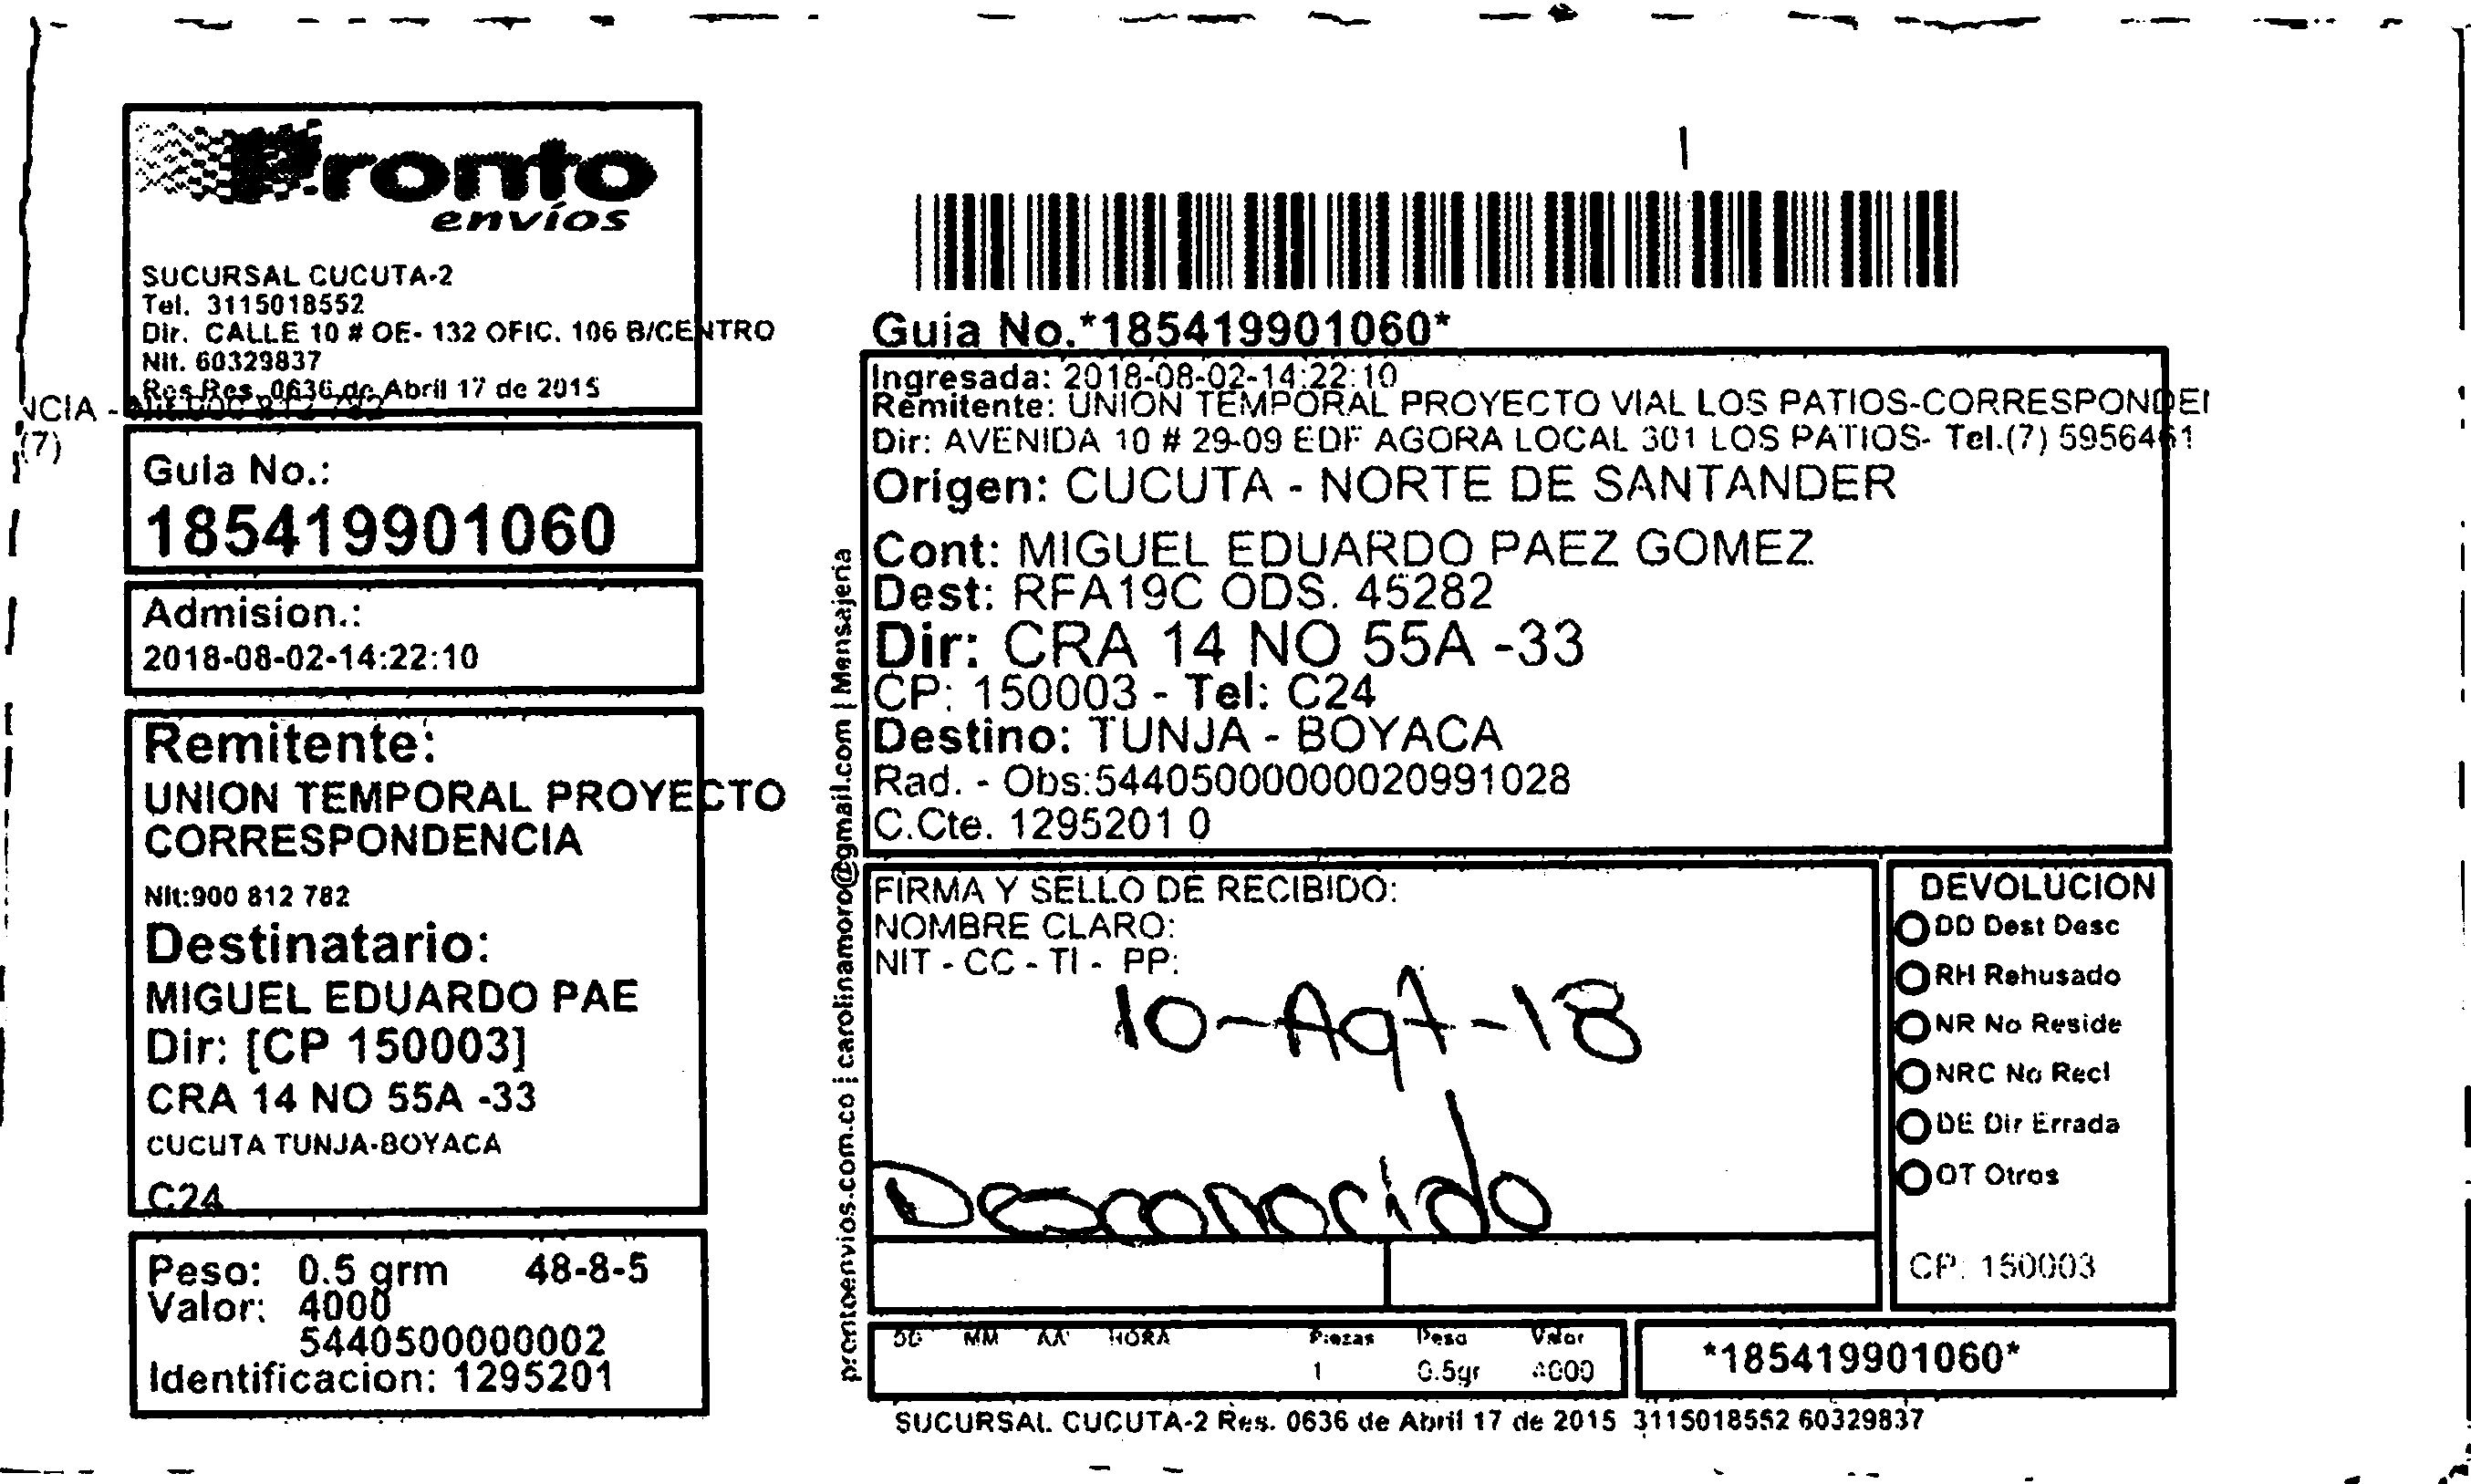 Pronto
envíos
SUCURSAL CUCUTA-2
Tel. 3115018552
Dir. CALLE 10 # OE- 132 OFIC. 106 B/CENTRO
Nit. 60329837
Res Res. 0636 de Abril 17 de 2015
NCIA -
(7)
Guia No.:
185419901060
Admision.:
2018-08-02-14:22:10
Remitente:
UNION TEMPORAL PROYECTO
CORRESPONDENCIA
Nit:900 812 782
Destinatario:
MIGUEL EDUARDO PAE
Dir: [CP 150003]
CRA 14 NO 55A -33
CUCUTA TUNJA-BOYACA
C24
Peso: 0.5 grm 48-8-5
Valor: 4000
5440500000002
Identificacion: 1295201
prontoenvios.com.co | carolinamoro@gmail.com | Mensajeria
Guia No.*185419901060*
Ingresada: 2018-08-02-14:22:10
Remitente: UNION TEMPORAL PROYECTO VIAL LOS PATIOS-CORRESPONDEI
Dir: AVENIDA 10 # 29-09 EDF AGORA LOCAL 301 LOS PATIOS- Tel.(7) 5956461
Origen: CUCUTA - NORTE DE SANTANDER
Cont: MIGUEL EDUARDO PAEZ GOMEZ
Dest: RFA19C ODS. 45282
Dir: CRA 14 NO 55A -33
CP: 150003 - Tel: C24
Destino: TUNJA - BOYACA
Rad. - Obs:544050000000020991028
C.Cte. 1295201 0
FIRMA Y SELLO DE RECIBIDO:
NOMBRE CLARO:
NIT - CC - TI - PP:
10-Agt-18
Desconocido
DEVOLUCION
DD Dest Desc
RH Rehusado
NR No Reside
NRC No Recl
DE Dir Errada
OT Otros
CP: 150003
DD MM AA HORA Piezas Peso Valor
1 0.5gr 4000
*185419901060*
SUCURSAL CUCUTA-2 Res. 0636 de Abril 17 de 2015 3115018552 60329837